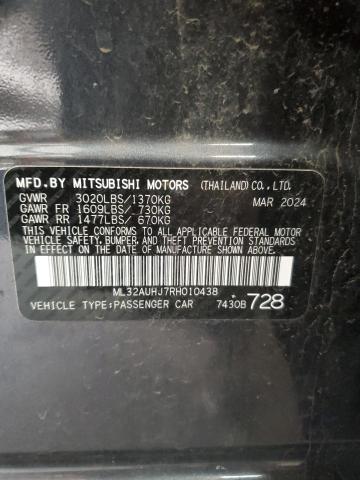 MFD.BY MITSUBISHI MOTORS (THAILAND) CO., LTD.
GVWR 3020LBS/1370KG MAR 2024
GAWR FR 1609LBS/ 730KG
GAWR RR 1477LBS/ 670KG
THIS VEHICLE CONFORMS TO ALL APPLICABLE FEDERAL MOTOR
VEHICLE SAFETY, BUMPER, AND THEFT PREVENTION STANDARDS
IN EFFECT ON THE DATE OF MANUFACTURE SHOWN ABOVE.
ML32AUHJ7RH010438
VEHICLE TYPE:PASSENGER CAR 7430B 728